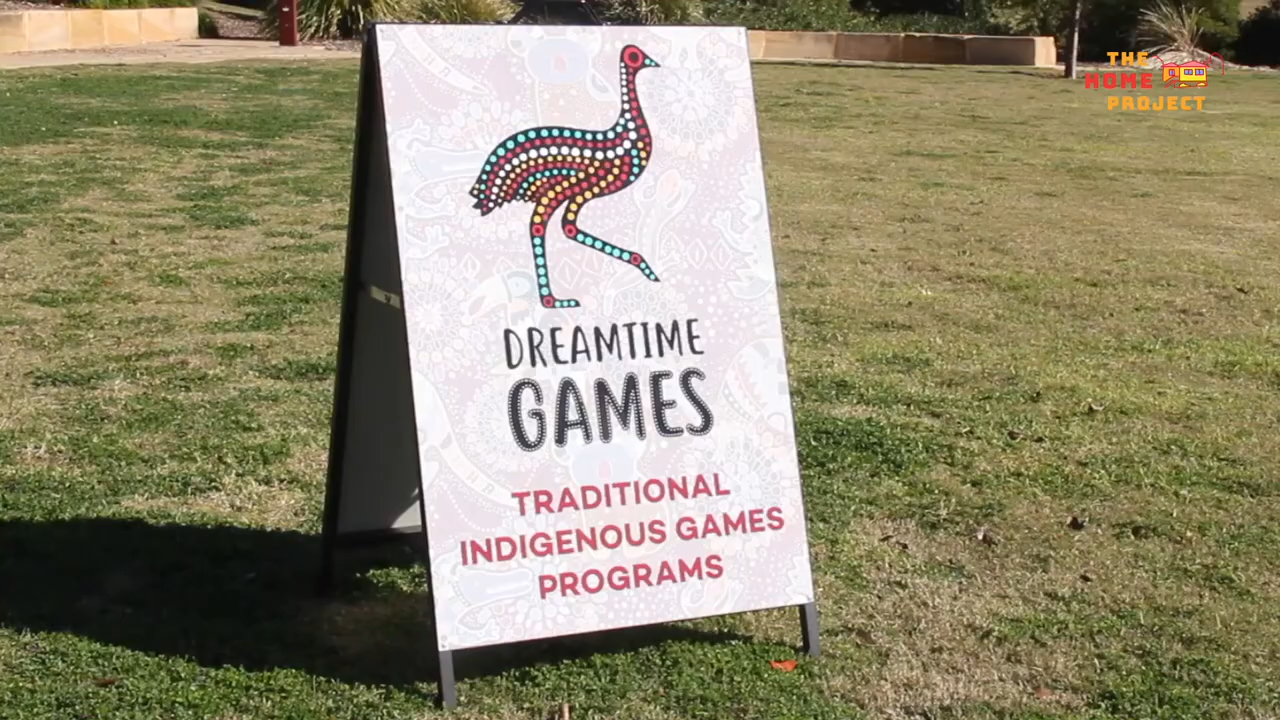 THE
HOME
PROJECT
DREAMTIME
GAMES
TRADITIONAL
INDIGENOUS GAMES
PROGRAMS